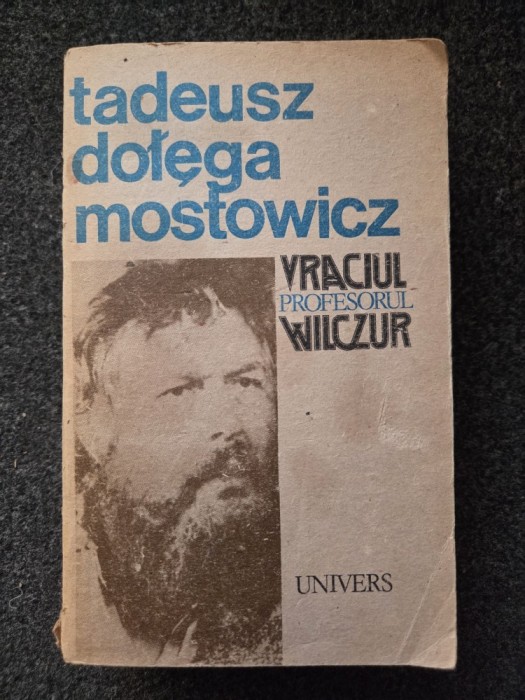 tadeusz
dołęga
mostowicz
VRACIUL
PROFESORUL
WILCZUR
UNIVERS